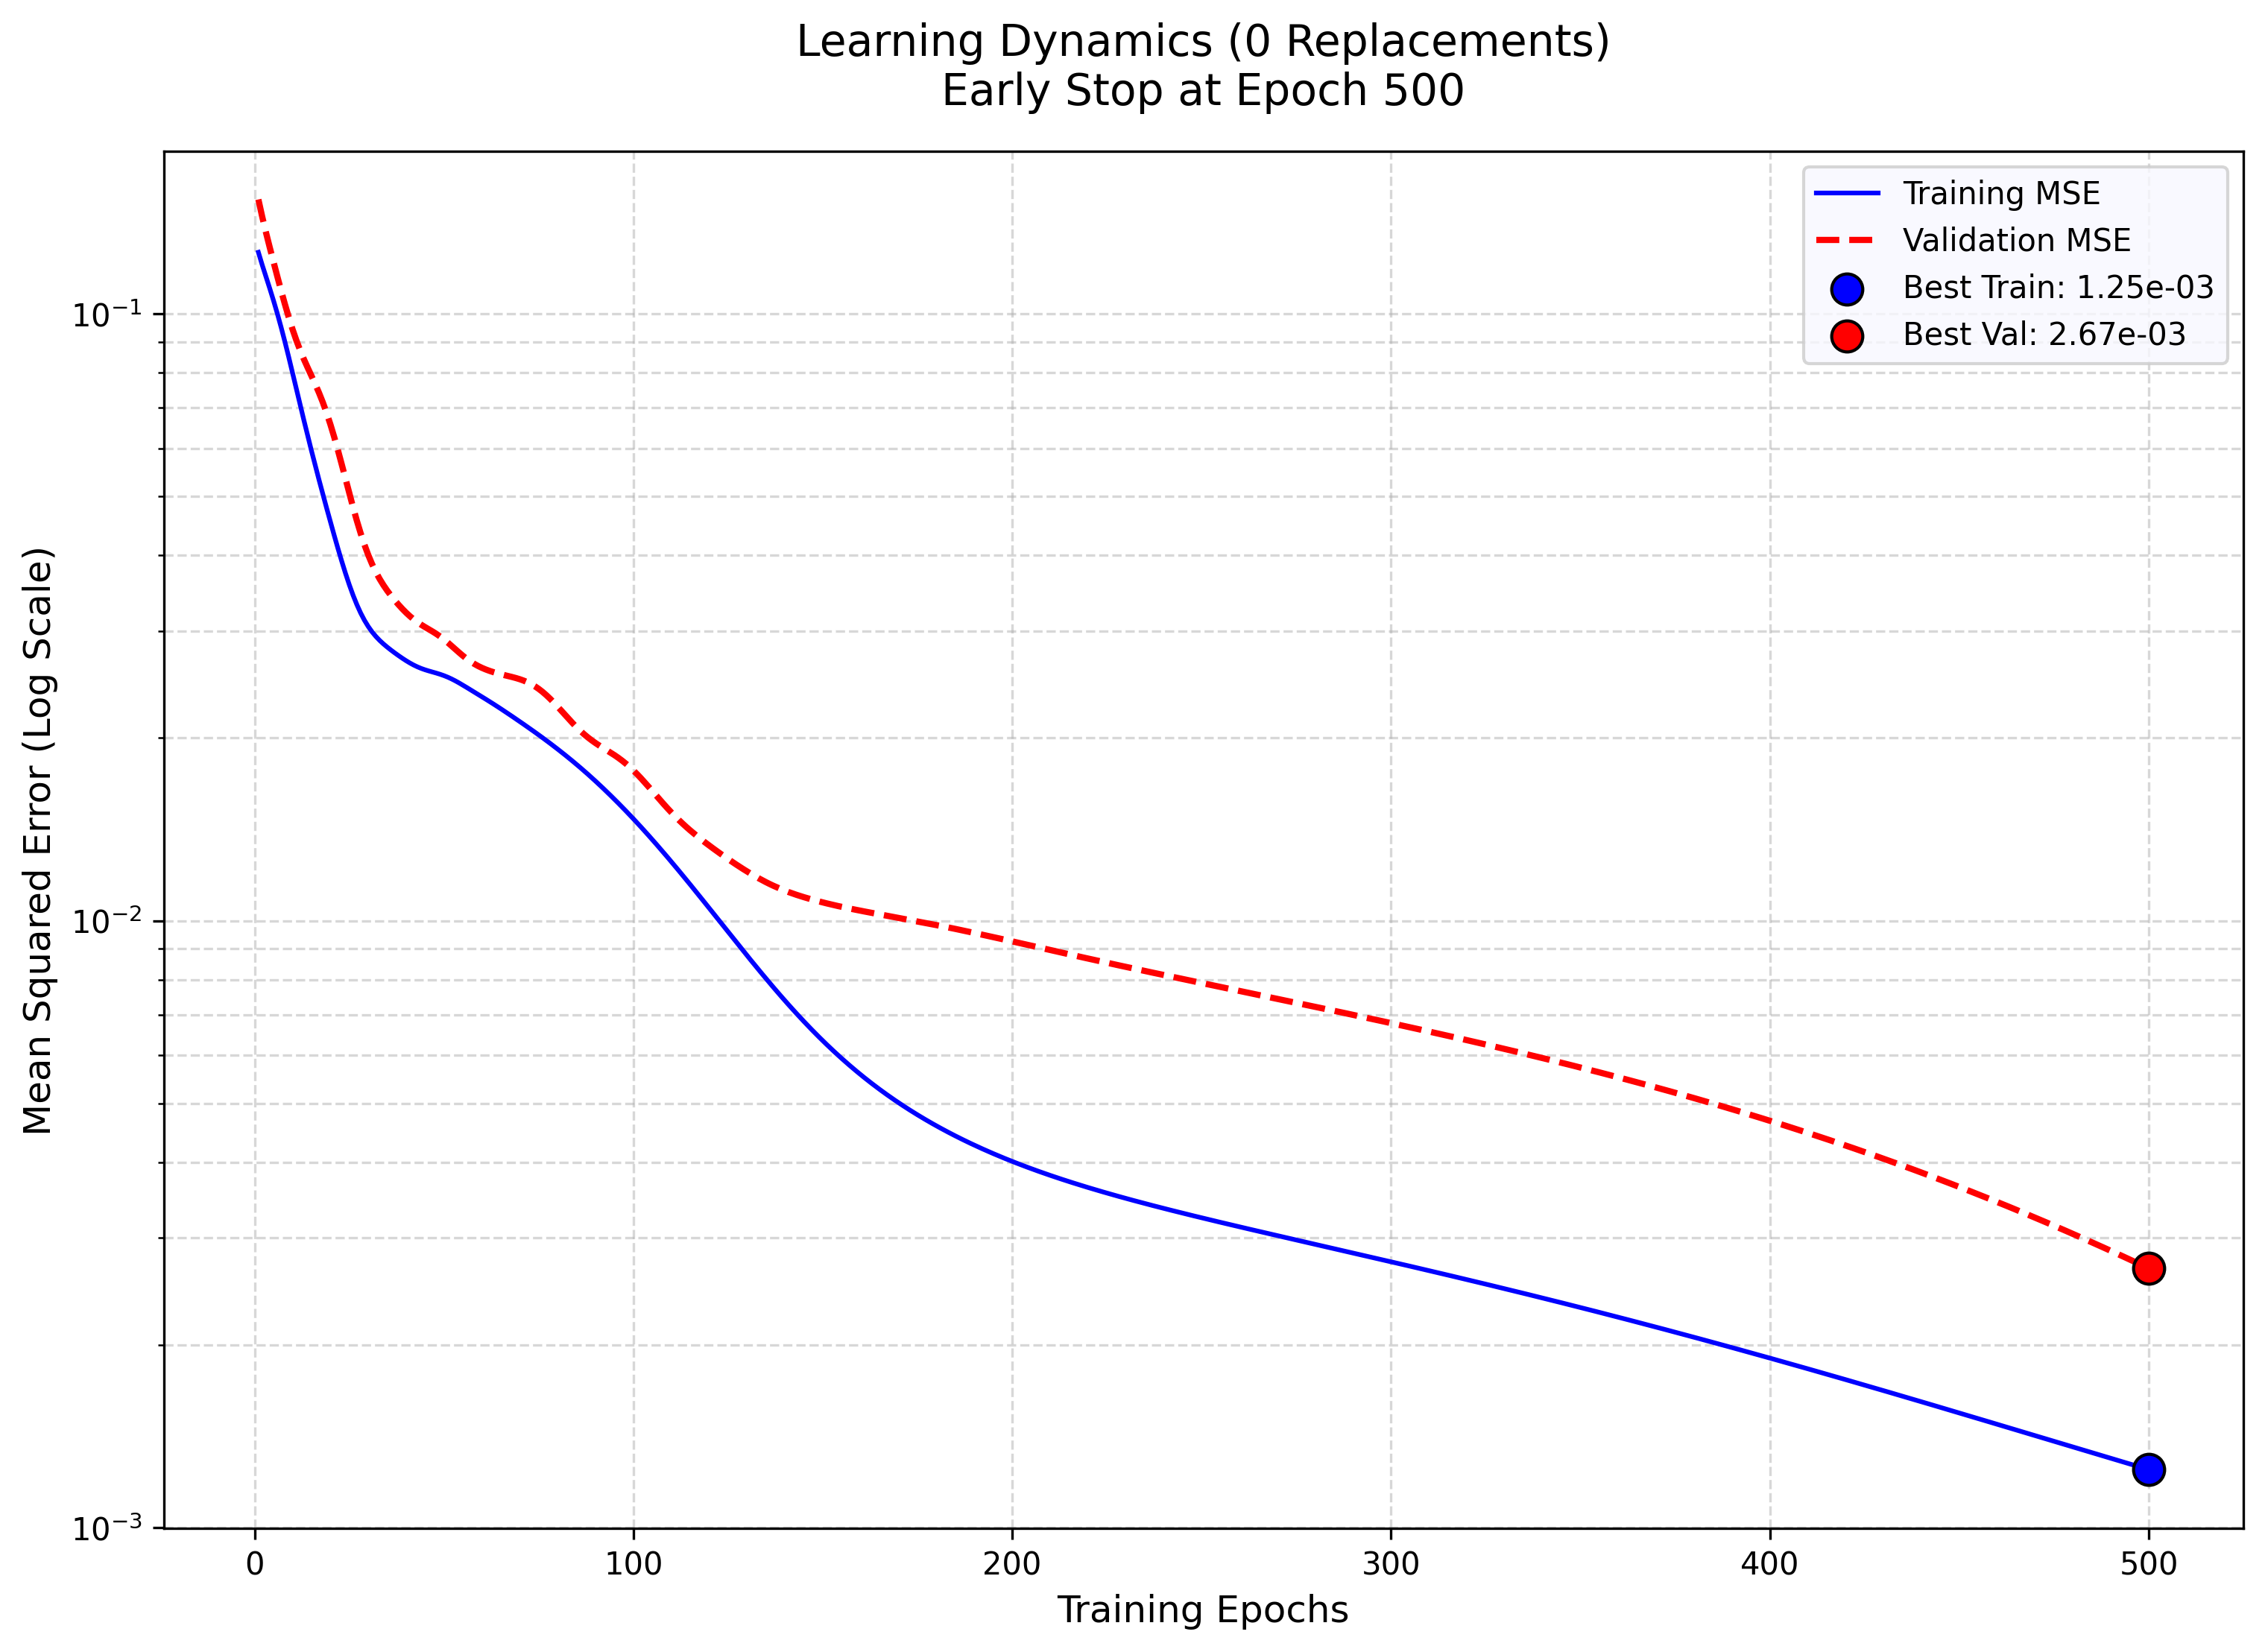 Learning Dynamics (0 Replacements)
Early Stop at Epoch 500
Training MSE
Validation MSE
Best Train: 1.25e-03
Best Val: 2.67e-03
Mean Squared Error (Log Scale)
10⁻¹
10⁻²
10⁻³
0 100 200 300 400 500
Training Epochs